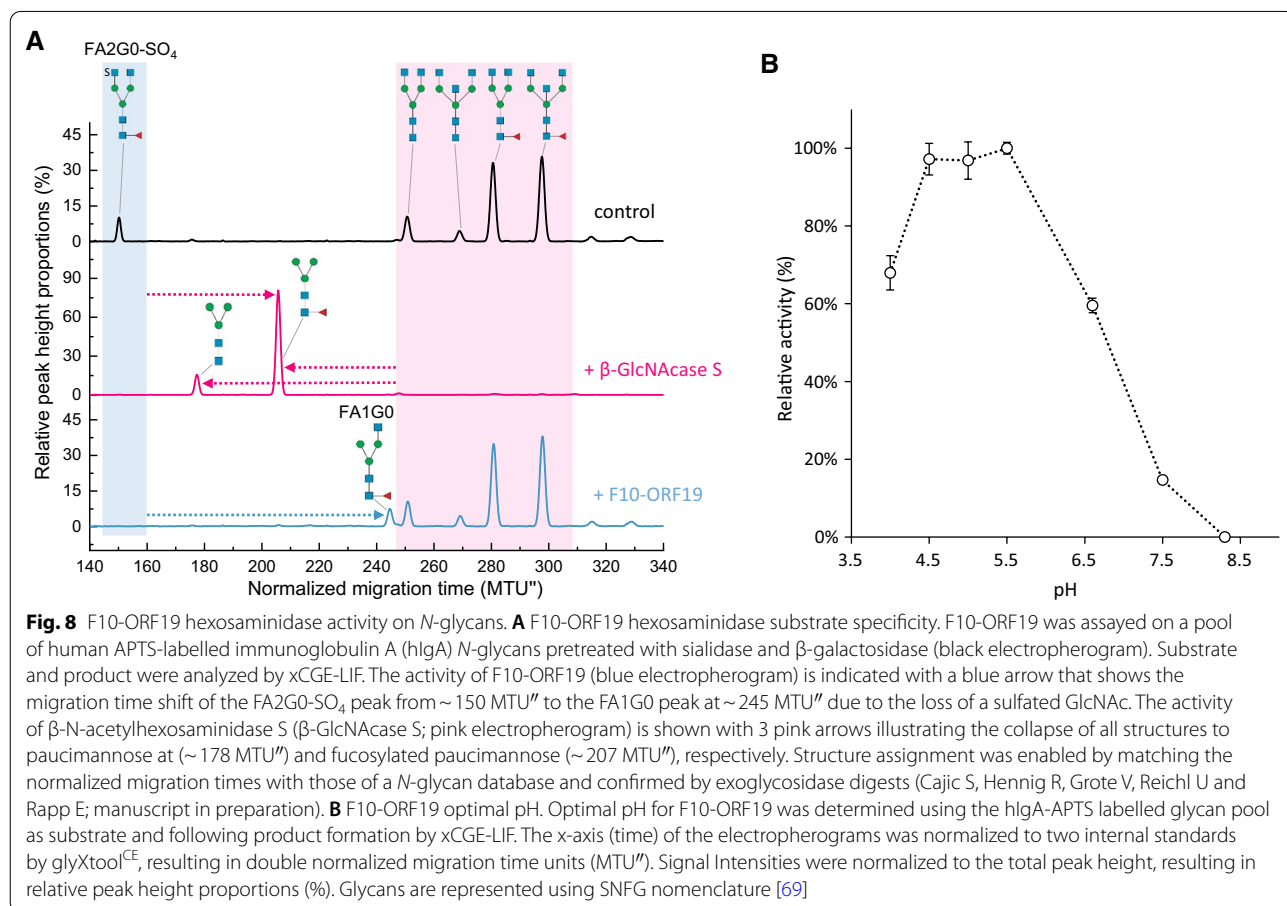 A
FA2G0-SO4
S
45
30
15
0
control
90
60
30
0
+ β-GlcNAcase S
45
30
15
0
FA1G0
+ F10-ORF19
Relative peak height proportions (%)
140 160 180 200 220 240 260 280 300 320 340
Normalized migration time (MTU")
B
100%
80%
60%
40%
20%
0%
Relative activity (%)
3.5 4.5 5.5 6.5 7.5 8.5
pH
Fig. 8 F10-ORF19 hexosaminidase activity on N-glycans. A F10-ORF19 hexosaminidase substrate specificity. F10-ORF19 was assayed on a pool
of human APTS-labelled immunoglobulin A (hIgA) N-glycans pretreated with sialidase and β-galactosidase (black electropherogram). Substrate
and product were analyzed by xCGE-LIF. The activity of F10-ORF19 (blue electropherogram) is indicated with a blue arrow that shows the
migration time shift of the FA2G0-SO4 peak from ~ 150 MTU″ to the FA1G0 peak at ~ 245 MTU″ due to the loss of a sulfated GlcNAc. The activity
of β-N-acetylhexosaminidase S (β-GlcNAcase S; pink electropherogram) is shown with 3 pink arrows illustrating the collapse of all structures to
paucimannose at (~ 178 MTU″) and fucosylated paucimannose (~ 207 MTU″), respectively. Structure assignment was enabled by matching the
normalized migration times with those of a N-glycan database and confirmed by exoglycosidase digests (Cajic S, Hennig R, Grote V, Reichl U and
Rapp E; manuscript in preparation). B F10-ORF19 optimal pH. Optimal pH for F10-ORF19 was determined using the hIgA-APTS labelled glycan pool
as substrate and following product formation by xCGE-LIF. The x-axis (time) of the electropherograms was normalized to two internal standards
by glyXtoolCE, resulting in double normalized migration time units (MTU″). Signal Intensities were normalized to the total peak height, resulting in
relative peak height proportions (%). Glycans are represented using SNFG nomenclature [69]